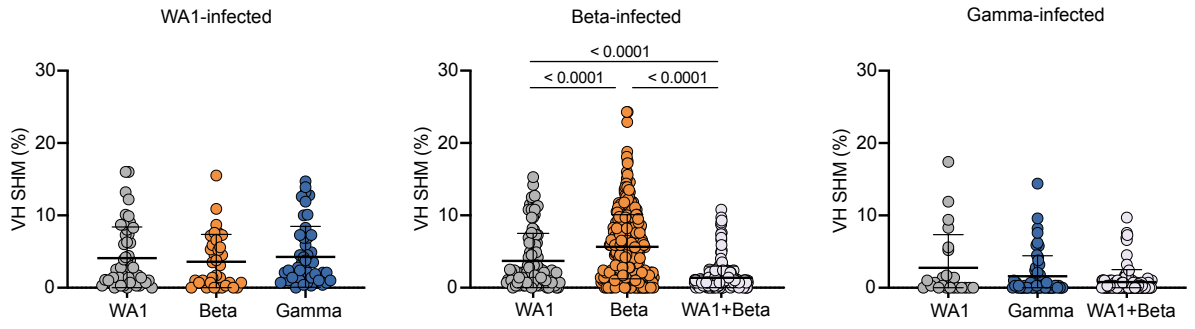 WA1-infected
VH SHM (%)
30
20
10
0
WA1 Beta Gamma
Beta-infected
< 0.0001
< 0.0001 < 0.0001
VH SHM (%)
30
20
10
0
WA1 Beta WA1+Beta
Gamma-infected
VH SHM (%)
30
20
10
0
WA1 Gamma WA1+Beta